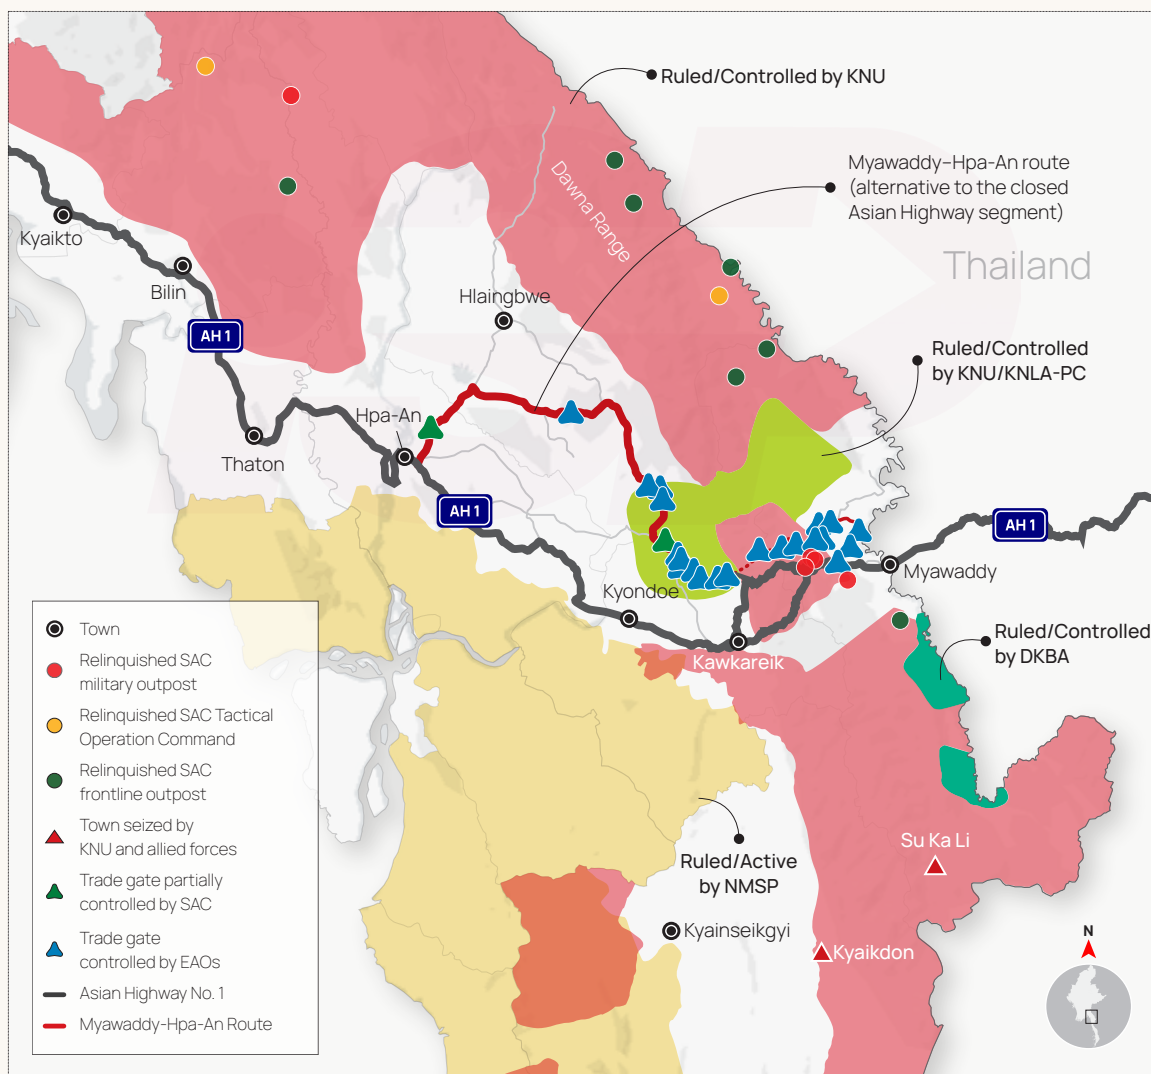 Ruled/Controlled by KNU
Dawna Range
Myawaddy-Hpa-An route
(alternative to the closed
Asian Highway segment)
Thailand
Kyaikto
Bilin
AH 1
Hlaingbwe
Ruled/Controlled
by KNU/KNLA-PC
Hpa-An
Thaton
AH 1
AH 1
Kyondoe
Myawaddy
Kawkareik
Ruled/Controlled
by DKBA
Town
Relinquished SAC
military outpost
Relinquished SAC Tactical
Operation Command
Relinquished SAC
frontline outpost
Town seized by
KNU and allied forces
Trade gate partially
controlled by SAC
Trade gate
controlled by EAOs
Asian Highway No. 1
Myawaddy-Hpa-An Route
Ruled/Active
by NMSP
Su Ka Li
Kyainseikgyi
Kyaikdon
N